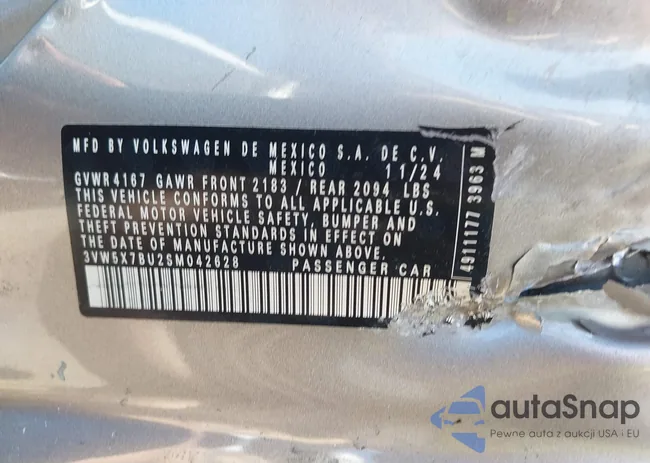 MFD BY VOLKSWAGEN DE MEXICO S.A. DE C.V.
MEXICO 11/24
GVWR 4167 GAWR FRONT 2183 / REAR 2094 LBS
THIS VEHICLE CONFORMS TO ALL APPLICABLE U.S.
FEDERAL MOTOR VEHICLE SAFETY, BUMPER AND
THEFT PREVENTION STANDARDS IN EFFECT ON
THE DATE OF MANUFACTURE SHOWN ABOVE.
3VW5X7BU2SM042628 PASSENGER CAR
49111177 3963 M
autaSnap
Pewne auta z aukcji USA i EU